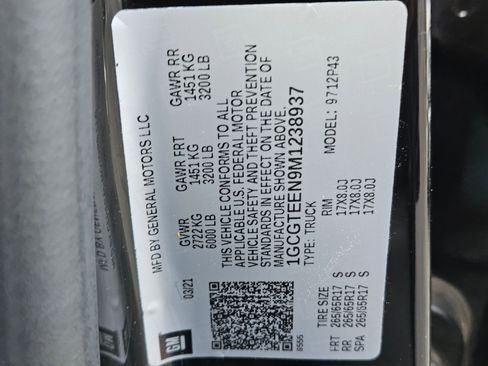 MFD BY GENERAL MOTORS LLC
03/21
GVWR GAWR FRT GAWR RR
2722 KG 1451 KG 1451 KG
6000 LB 3200 LB 3200 LB
THIS VEHICLE CONFORMS TO ALL
APPLICABLE U.S. FEDERAL MOTOR
VEHICLE SAFETY AND THEFT PREVENTION
STANDARDS IN EFFECT ON THE DATE OF
MANUFACTURE SHOWN ABOVE.
1GCGTEEN9M1238937
TYPE: TRUCK MODEL: 9712P43
TIRE SIZE RIM
FRT 265/65R17 S 17X8.0J
RR 265/65R17 S 17X8.0J
SPA 265/65R17 S 17X8.0J
GM
8555